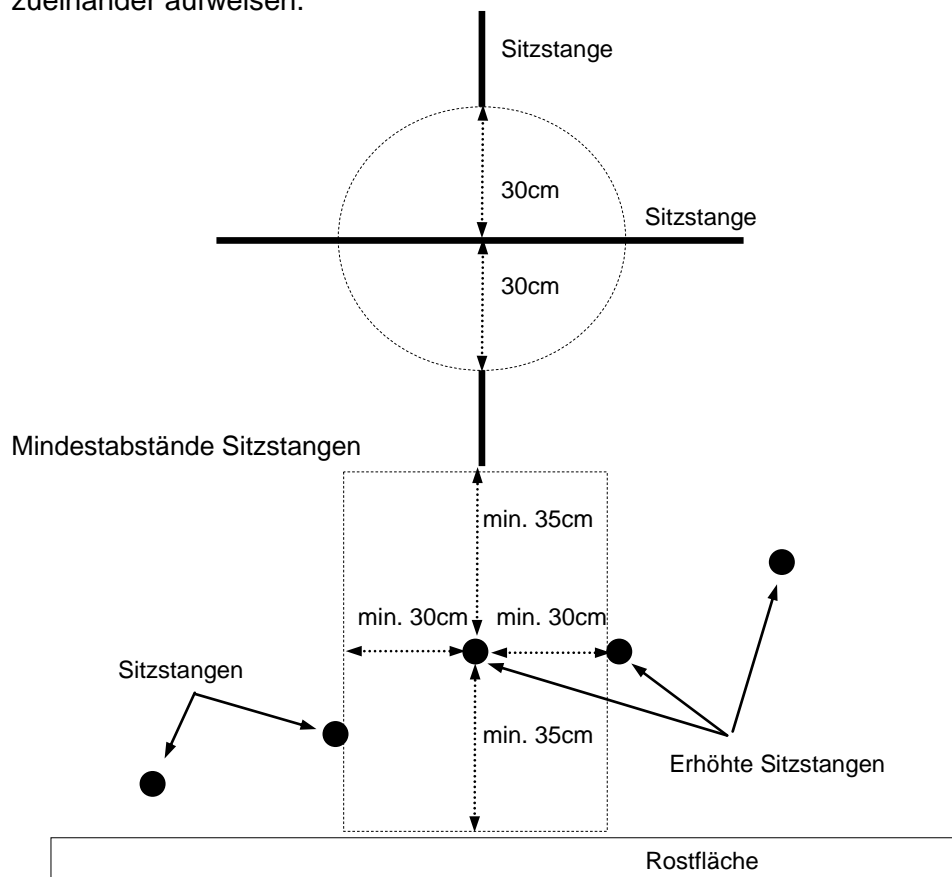 zueinander aufweisen.
Sitzstange
30cm
Sitzstange
30cm
Mindestabstände Sitzstangen
min. 35cm
min. 30cm
min. 30cm
Sitzstangen
min. 35cm
Erhöhte Sitzstangen
Rostfläche